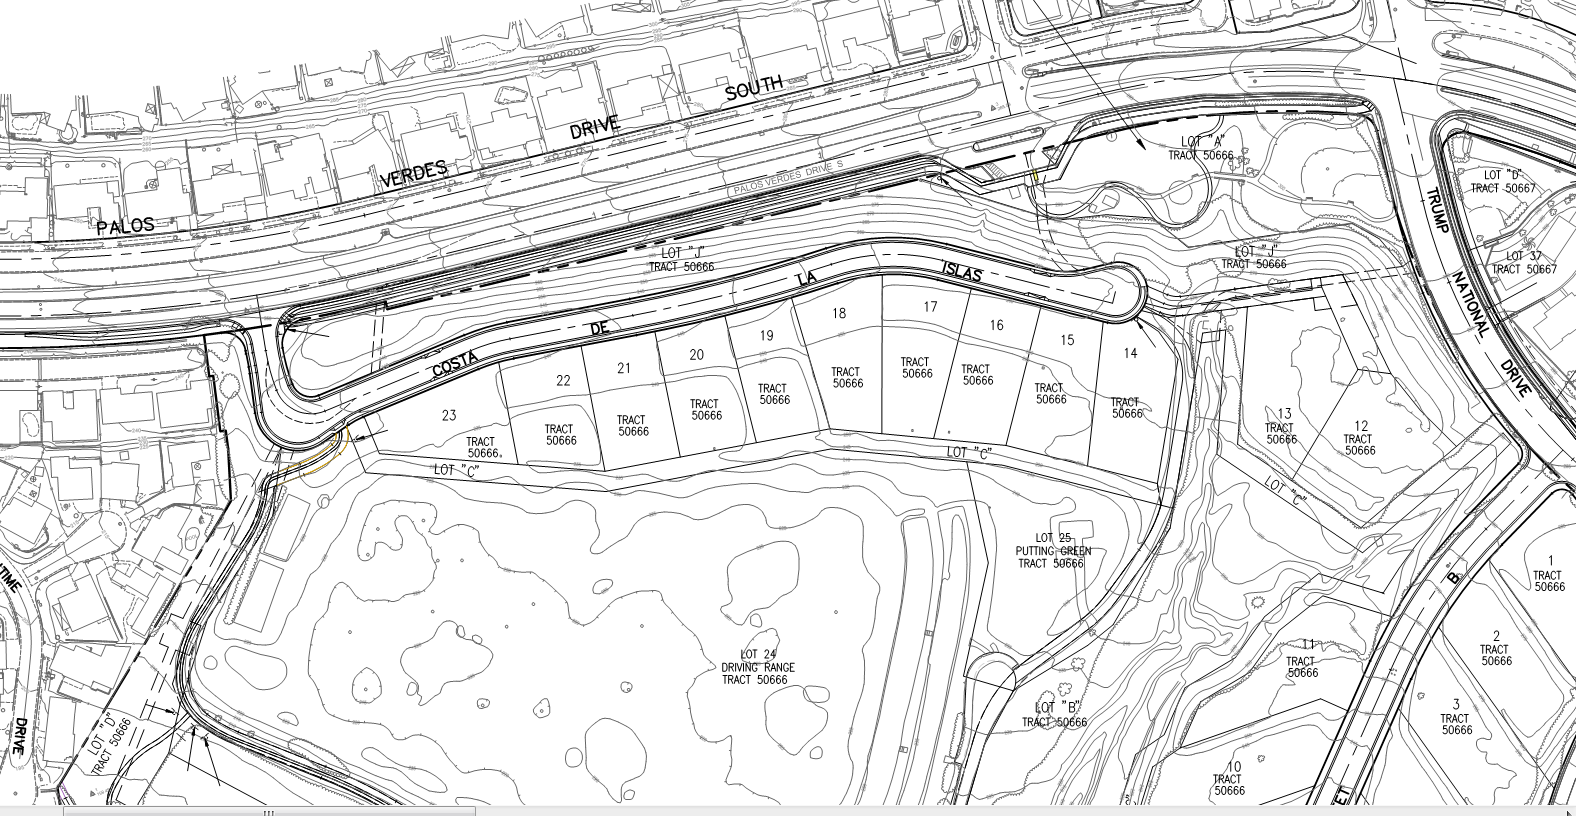 SOUTH
DRIVE
VERDES
PALOS
PALOS VERDES DRIVE S
LOT "A"
TRACT 50666
LOT "D"
TRACT 50667
LOT 37
TRACT 50667
TRUMP
NATIONAL
DRIVE
LOT "J"
TRACT 50666
LOT "J"
TRACT 50666
COSTA
DE
LA
ISLAS
23
TRACT
50666
22
TRACT
50666
21
TRACT
50666
20
TRACT
50666
19
TRACT
50666
18
TRACT
50666
17
TRACT
50666
16
TRACT
50666
15
TRACT
50666
14
TRACT
50666
13
TRACT
50666
12
TRACT
50666
LOT "C"
LOT "C"
LOT "C"
LOT 25
PUTTING GREEN
TRACT 50666
LOT 24
DRIVING RANGE
TRACT 50666
LOT "B"
TRACT 50666
11
TRACT
50666
10
TRACT
50666
1
TRACT
50666
2
TRACT
50666
3
TRACT
50666
B
ET
LOT "D"
TRACT 50666
TIME
DRIVE